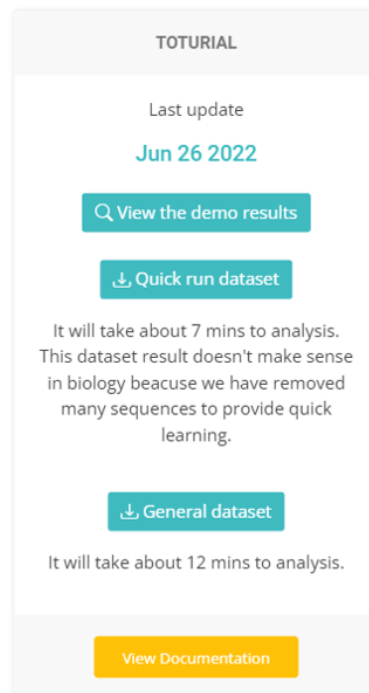 TOTURIAL
Last update
Jun 26 2022
View the demo results
Quick run dataset
It will take about 7 mins to analysis.
This dataset result doesn't make sense
in biology beacuse we have removed
many sequences to provide quick
learning.
General dataset
It will take about 12 mins to analysis.
View Documentation